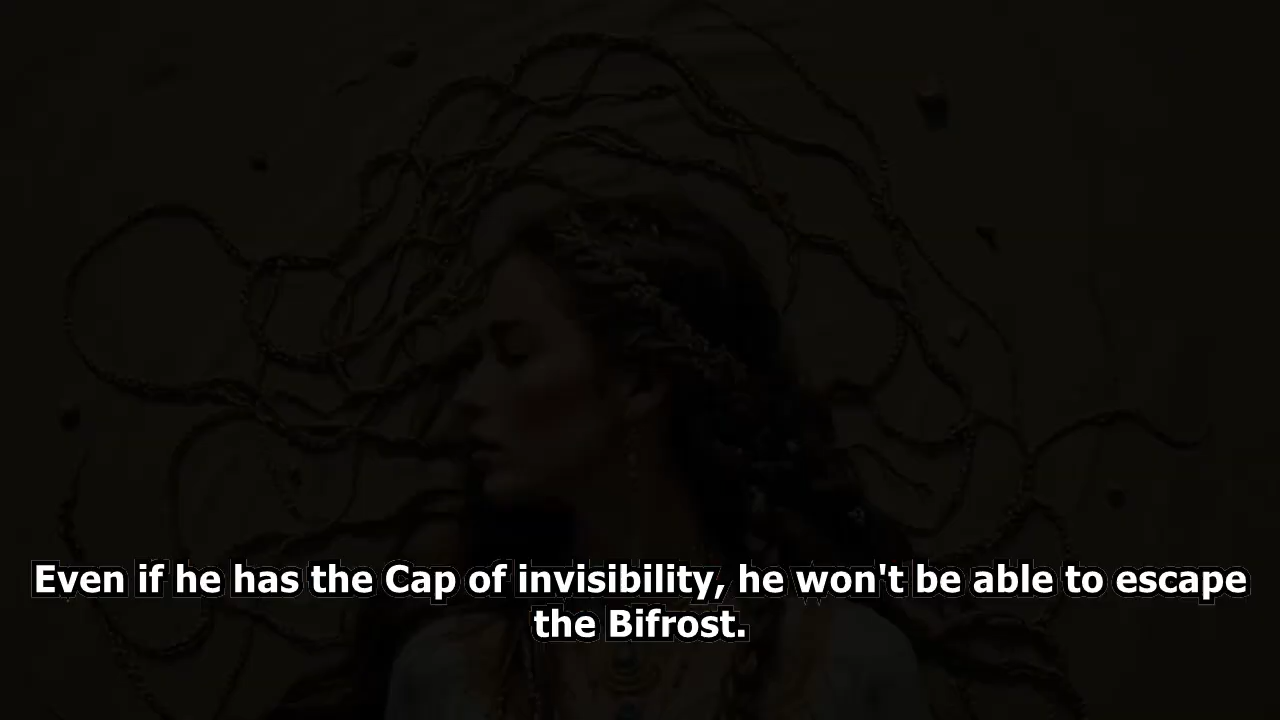 Even if he has the Cap of invisibility, he won't be able to escape
the Bifrost.